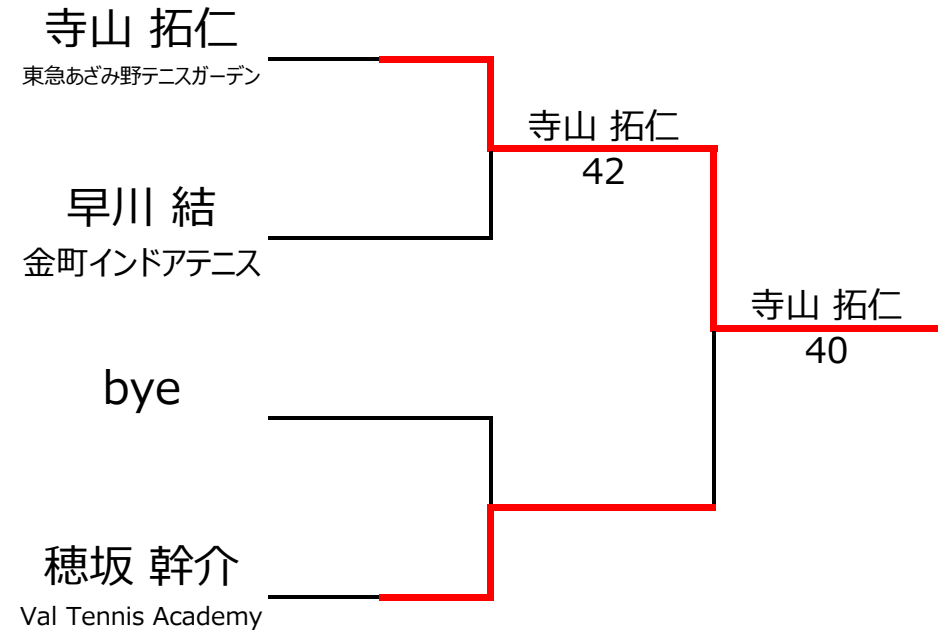 寺山 拓仁
東急あざみ野テニスガーデン
寺山 拓仁
42
早川 結
金町インドアテニス
寺山 拓仁
40
bye
穂坂 幹介
Val Tennis Academy